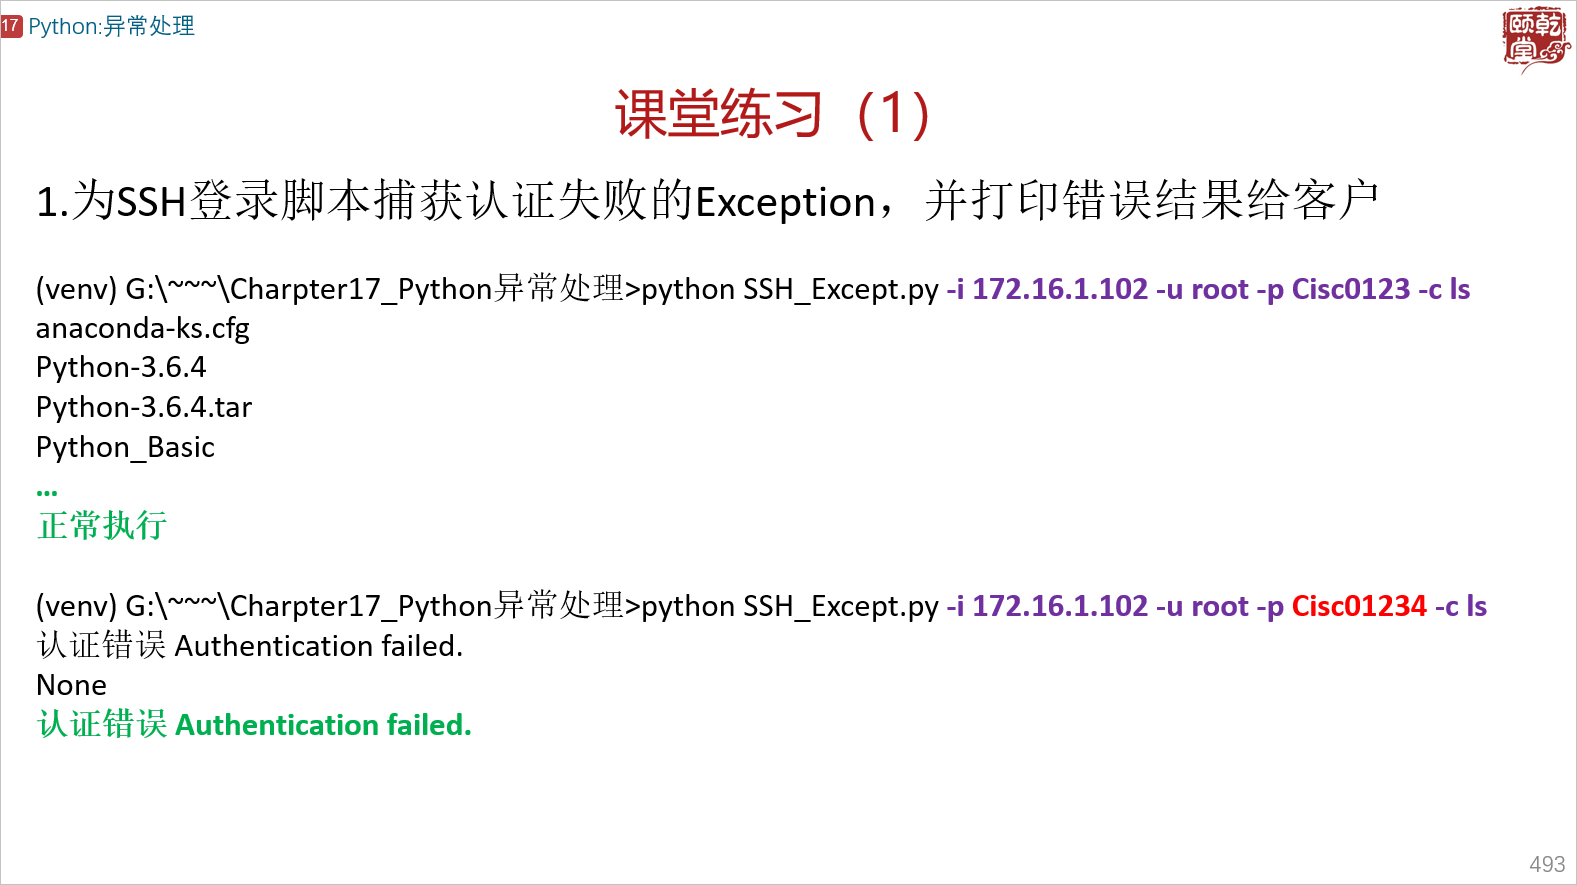 17 Python:异常处理
乾颐堂
课堂练习（1）
1.为SSH登录脚本捕获认证失败的Exception，并打印错误结果给客户
(venv) G:\~~~\Charpter17_Python异常处理>python SSH_Except.py -i 172.16.1.102 -u root -p Cisc0123 -c ls
anaconda-ks.cfg
Python-3.6.4
Python-3.6.4.tar
Python_Basic
...
正常执行
(venv) G:\~~~\Charpter17_Python异常处理>python SSH_Except.py -i 172.16.1.102 -u root -p Cisc01234 -c ls
认证错误 Authentication failed.
None
认证错误 Authentication failed.
493